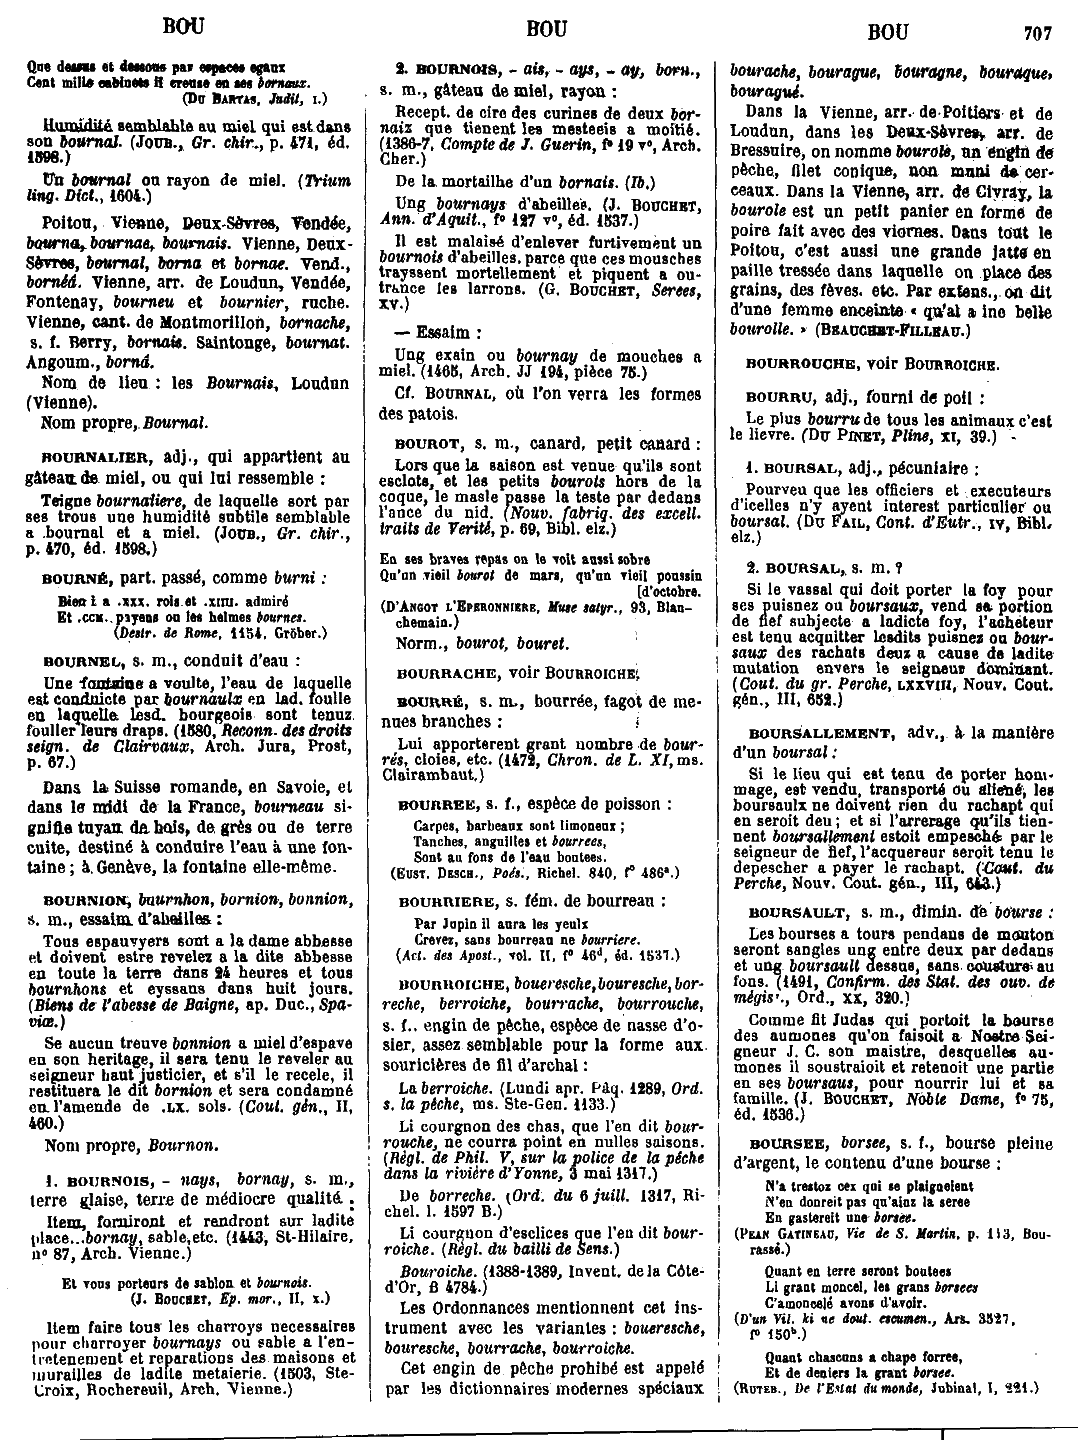 BOU
BOU
BOU
707
Que dessus et dessous par espaces egaux
Cent mille cabinets il creuse en ses bornaux.
(DU BARTAS, Judit, I.)
Humidité semblable au miel qui est dans
son bournal. (JOUB., Gr. chir., p. 471, éd.
1598.)
Un bournal ou rayon de miel. (Trium
ling. Dict., 1604.)
Poitou, Vienne, Deux-Sèvres, Vendée,
bourna, bournae, bournais. Vienne, Deux-
Sèvres, bournal, borna et bornae. Vend.,
borněă. Vienne, arr. de Loudun, Vendée,
Fontenay, bourneu et bournier, ruche.
Vienne, cant. de Montmorillon, bornache,
s. f. Berry, bornais. Saintonge, bournat.
Angoum., borná.
Nom de lieu : les Bournais, Loudun
(Vienne).
Nom propre, Bournal.
BOURNALIER, adj., qui appartient au
gâteau de miel, ou qui lui ressemble :
Teigne bournaliere, de laquelle sort par
ses trous une humidité subtile semblable
a bournal et a miel. (JOUB., Gr. chir.,
p. 470, éd. 1598.)
BOURNÉ, part. passé, comme burni :
Bien i a .XXX. rois et .XIIII. admiré
Et .CCM. payens ou les helmes bournes.
(Destr. de Rome, 1154, Gröber.)
BOURNEL, s. m., conduit d'eau :
Une fontaine a voulte, l'eau de laquelle
est conduicte par bournaulx en lad. foulle
en laquelle lesd. bourgeois sont tenuz
fouller leurs draps. (1580, Reconn. des droits
seign. de Clairvaux, Arch. Jura, Prost,
p. 67.)
Dans la Suisse romande, en Savoie, et
dans le midi de la France, bourneau si-
gnifie tuyau de bois, de grès ou de terre
cuite, destiné à conduire l'eau à une fon-
taine ; à Genève, la fontaine elle-même.
BOURNION, bournhon, bornion, bonnion,
s. m., essaim d'abeilles :
Tous espauvyers sont a la dame abbesse
et doivent estre revelez a la dite abbesse
en toute la terre dans 24 heures et tous
bournhons et eyssans dans huit jours.
(Biens de l'abesse de Baigne, ap. Duc., Spa-
viæ.)
Se aucun treuve bonnion a miel d'espave
en son heritage, il sera tenu le reveler au
seigneur haut justicier, et s'il le recele, il
restituera le dit bornion et sera condamné
en l'amende de .LX. sols. (Coul. gén., II,
460.)
Nom propre, Bournon.
1. BOURNOIS, - nays, bornay, s. m.,
terre glaise, terre de médiocre qualité :
Item, forniront et rendront sur ladite
place...bornay, sable, etc. (1443, St-Hilaire,
n° 87, Arch. Vienne.)
Et vous porteurs de sablon et bournois.
(J. BOUCHET, Ep. mor., II, x.)
Item faire tous les charroys necessaires
pour charroyer bournays ou sable a l'en-
tretenement et reparations des maisons et
murailles de ladite metairie. (1503, Ste-
Croix, Rochereuil, Arch. Vienne.)
2. BOURNOIS, - ais, - ays, - ay, born.,
s. m., gâteau de miel, rayon :
Recept. de cire des curines de deux bor-
naiz que tienent les mesteeis a moitié.
(1386-7, Compte de J. Guerin, f° 19 v°, Arch.
Cher.)
De la mortailhe d'un bornais. (Ib.)
Ung bournays d'abeilles. (J. BOUCHET,
Ann. d'Aquit., f° 127 v°, éd. 1537.)
Il est malaisé d'enlever furtivement un
bournois d'abeilles, parce que ces mousches
trayssent mortellement et piquent a ou-
trance les larrons. (G. BOUCHET, Serees,
XV.)
— Essaim :
Ung exain ou bournay de mouches a
miel. (1465, Arch. JJ 194, pièce 75.)
Cf. BOURNAL, où l'on verra les formes
des patois.
BOUROT, s. m., canard, petit canard :
Lors que la saison est venue qu'ils sont
esclots, et les petits bourots hors de la
coque, le masle passe la teste par dedans
l'ance du nid. (Nouv. fabriq. des excell.
traits de Verité, p. 69, Bibl. elz.)
En ses braves repas on le voit aussi sobre
Qu'un vieil bourot de mars, qu'un vieil poussin
[d'octobre.
(D'ANGOT L'EPERONNIERE, Muse satyr., 93, Blan-
chemain.)
Norm., bourot, bouret.
BOURRACHE, voir BOURROICHE.
BOURRÉ, s. m., bourrée, fagot de me-
nues branches :
Lui apporterent grant nombre de bour-
rés, cloies, etc. (1472, Chron. de L. XI, ms.
Clairambaut.)
BOURREE, s. f., espèce de poisson :
Carpes, barbeaux sont limoneux ;
Tanches, anguilles et bourrees,
Sont au fons de l'eau boutees.
(EUST. DESCH., Poés., Richel. 840, f° 486ª.)
BOURRIERE, s. fém. de bourreau :
Par Jupin il aura les yeulx
Crevez, sans bourreau ne bourriere.
(Act. des Apost., vol. II, f° 46ᵈ, éd. 1537.)
BOURROICHE, boueresche, bouresche, bor-
reche, berroiche, bourrache, bourrouche,
s. f., engin de pêche, espèce de nasse d'o-
sier, assez semblable pour la forme aux
souricières de fil d'archal :
La berroiche. (Lundi apr. Pâq. 1289, Ord.
s. la pêche, ms. Ste-Gen. 1133.)
Li courgnon des chas, que l'en dit bour-
rouche, ne courra point en nulles saisons.
(Régl. de Phil. V, sur la police de la pêche
dans la rivière d'Yonne, 3 mai 1317.)
De borreche. (Ord. du 6 juill. 1317, Ri-
chel. l. 1597 B.)
Li courgnon d'esclices que l'en dit bour-
roiche. (Régl. du bailli de Sens.)
Bouroiche. (1388-1389, Invent. de la Côte-
d'Or, B 4784.)
Les Ordonnances mentionnent cet ins-
trument avec les variantes : boueresche,
bouresche, bourrache, bourroiche.
Cet engin de pêche prohibé est appelé
par les dictionnaires modernes spéciaux
bourache, bourague, bouragne, bouraque,
bouragué.
Dans la Vienne, arr. de Poitiers et de
Loudun, dans les Deux-Sèvres, arr. de
Bressuire, on nomme bourole, un engin de
pêche, filet conique, non muni de cer-
ceaux. Dans la Vienne, arr. de Civray, la
bourole est un petit panier en forme de
poire fait avec des viornes. Dans tout le
Poitou, c'est aussi une grande jatte en
paille tressée dans laquelle on place des
grains, des fèves, etc. Par extens., on dit
d'une femme enceinte « qu'al a ine belle
bourolle. » (BEAUCHET-FILLEAU.)
BOURROUCHE, voir BOURROICHE.
BOURRU, adj., fourni de poil :
Le plus bourru de tous les animaux c'est
le lievre. (DU PINET, Pline, XI, 39.)
1. BOURSAL, adj., pécuniaire :
Pourveu que les officiers et executeurs
d'icelles n'y ayent interest particulier ou
boursal. (DU FAIL, Cont. d'Eutr., IV, Bibl.
elz.)
2. BOURSAL, s. m. ?
Si le vassal qui doit porter la foy pour
ses puisnez ou boursaux, vend sa portion
de fief subjecte a ladicte foy, l'acheteur
est tenu acquitter lesdits puisnez ou bour-
saux des rachats deuz a cause de ladite
mutation envers le seigneur dominant.
(Cout. du gr. Perche, LXXVIII, Nouv. Cout.
gén., III, 652.)
BOURSALLEMENT, adv., à la manière
d'un boursal :
Si le lieu qui est tenu de porter hom-
mage, est vendu, transporté ou aliené, les
boursaulx ne doivent rien du rachapt qui
en seroit deu ; et si l'arrerage qu'ils tien-
nent boursallement estoit empesché par le
seigneur de fief, l'acquereur seroit tenu le
depescher a payer le rachapt. (Cout. du
Perche, Nouv. Cout. gén., III, 643.)
BOURSAULT, s. m., dimin. de bourse :
Les bourses a tours pendans de mouton
seront sangles ung entre deux par dedans
et ung boursault dessus, sans cousture au
fons. (1491, Confirm. des Stat. des ouv. de
mégis., Ord., XX, 320.)
Comme fit Judas qui portoit la bourse
des aumones qu'on faisoit a Nostre Sei-
gneur J. C. son maistre, desquelles au-
mones il soustraioit et retenoit une partie
en ses boursaus, pour nourrir lui et sa
famille. (J. BOUCHET, Noble Dame, f° 75,
éd. 1536.)
BOURSEE, borsee, s. f., bourse pleine
d'argent, le contenu d'une bourse :
N'a trestoz cez qui se plaignoient
N'en donreit pas qu'ainz la seree
En gastereit une borsee.
(PEAN GATINEAU, Vie de S. Martin, p. 113, Bou-
rassé.)
Quant en terre seront boutees
Li grant moncel, les grans borsees
C'amoncelé avons d'avoir.
(D'un Vil. ki ne dout. escumen., Ars. 3527,
f° 150ᵇ.)
Quant chascuns a chape forree,
Et de deniers la grant borsee.
(RUTEB., De l'Estat du monde, Jubinal, I, 221.)